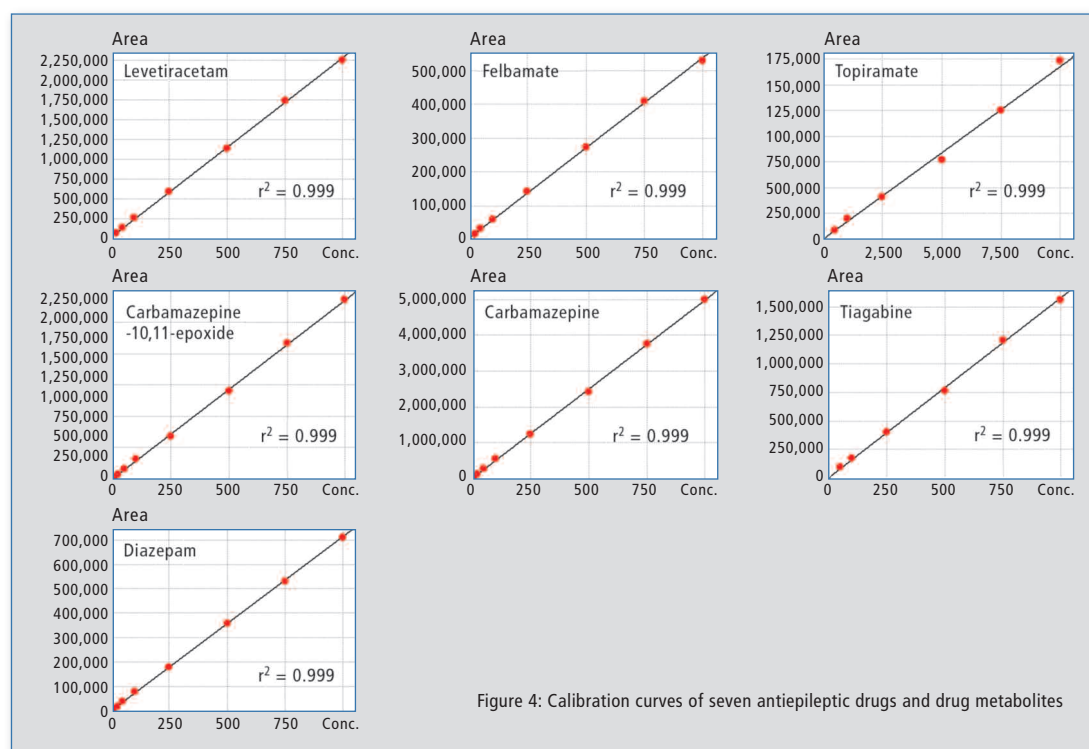 Area
2,250,000
2,000,000
1,750,000
1,500,000
1,250,000
1,000,000
750,000
500,000
250,000
0
Levetiracetam
r² = 0.999
0 250 500 750 Conc.
Area
500,000
400,000
300,000
200,000
100,000
0
Felbamate
r² = 0.999
0 250 500 750 Conc.
Area
175,000
150,000
125,000
100,000
750,000
500,000
250,000
0
Topiramate
r² = 0.999
0 2,500 5,000 7,500 Conc.
Area
2,250,000
2,000,000
1,750,000
1,500,000
1,250,000
1,000,000
750,000
500,000
250,000
0
Carbamazepine
-10,11-epoxide
r² = 0.999
0 250 500 750 Conc.
Area
5,000,000
4,000,000
3,000,000
2,000,000
1,000,000
0
Carbamazepine
r² = 0.999
0 250 500 750 Conc.
Area
1,500,000
1,250,000
1,000,000
750,000
500,000
250,000
0
Tiagabine
r² = 0.999
0 250 500 750 Conc.
Area
700,000
600,000
500,000
400,000
300,000
200,000
100,000
0
Diazepam
r² = 0.999
0 250 500 750 Conc.
Figure 4: Calibration curves of seven antiepileptic drugs and drug metabolites